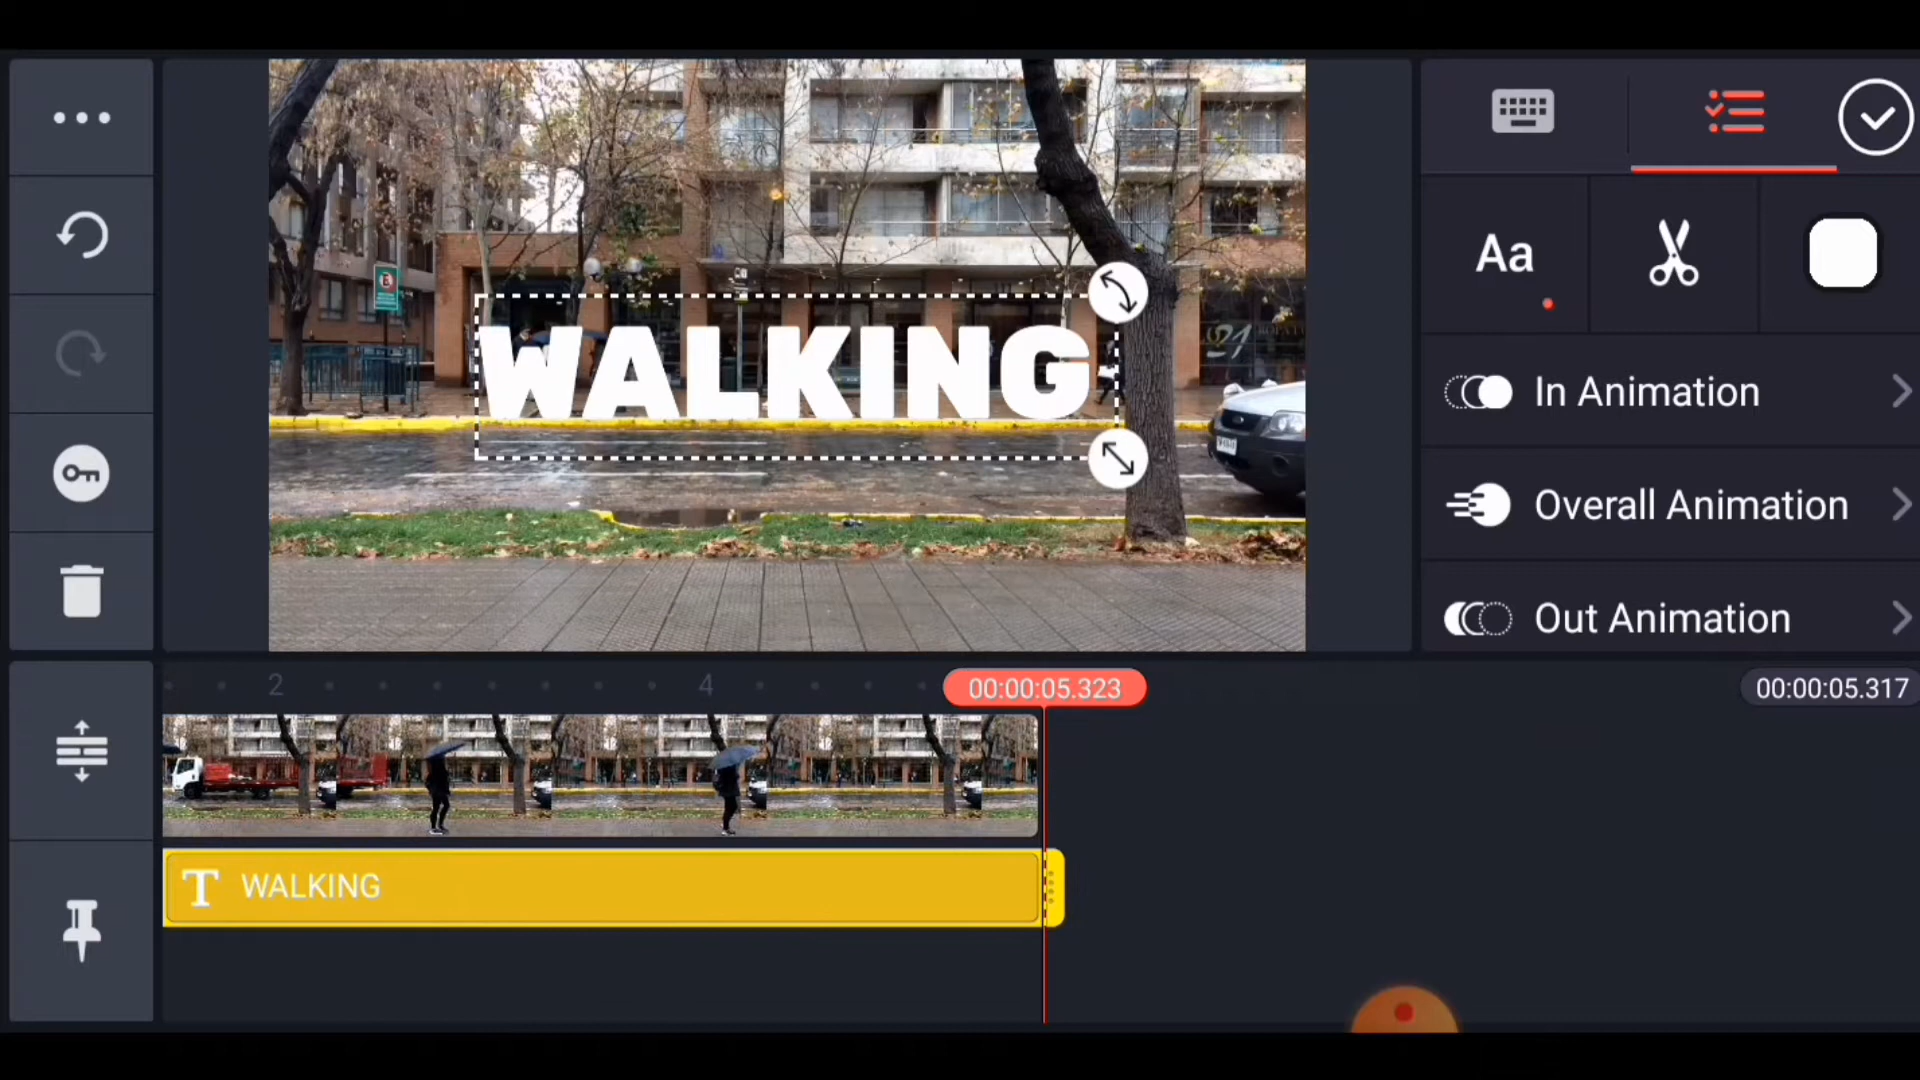 WALKING
Aa
In Animation
Overall Animation
Out Animation
2
4
00:00:05.323
00:00:05.317
T WALKING